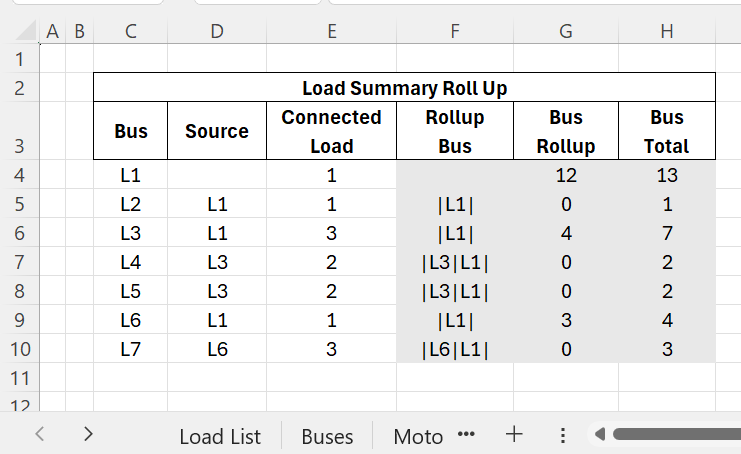 A B C D E F G H
1
2 Load Summary Roll Up
3 Bus Source Connected Load Rollup Bus Bus Rollup Bus Total
4 L1 1 12 13
5 L2 L1 1 |L1| 0 1
6 L3 L1 3 |L1| 4 7
7 L4 L3 2 |L3|L1| 0 2
8 L5 L3 2 |L3|L1| 0 2
9 L6 L1 1 |L1| 3 4
10 L7 L6 3 |L6|L1| 0 3
11
12
Load List Buses Moto ••• +